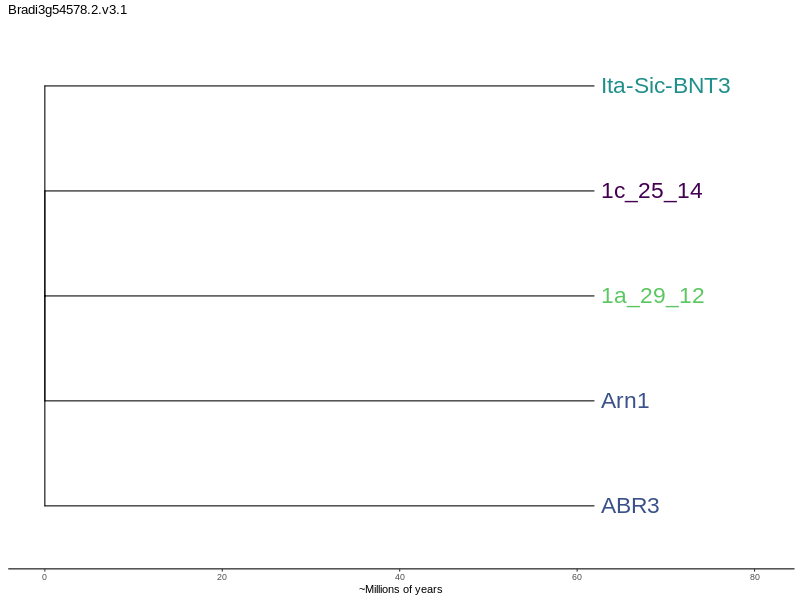 Bradi3g54578.2.v3.1
Ita-Sic-BNT3
1c_25_14
1a_29_12
Arn1
ABR3
0 20 40 60 80
~Millions of years